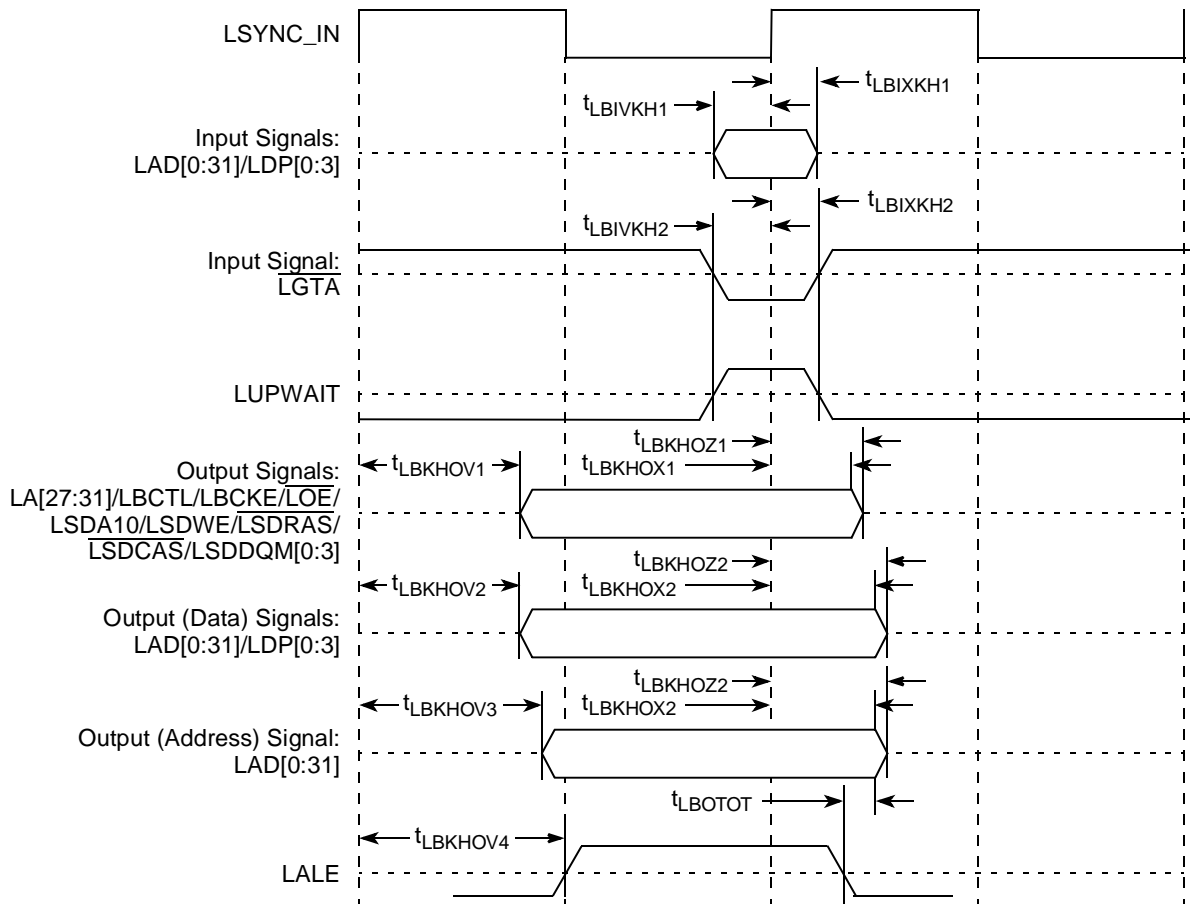 LSYNC_IN
tLBIXKH1
tLBIVKH1
Input Signals:
LAD[0:31]/LDP[0:3]
tLBIXKH2
tLBIVKH2
Input Signal:
LGTA
LUPWAIT
tLBKHOZ1
tLBKHOV1
tLBKHOX1
Output Signals:
LA[27:31]/LBCTL/LBCKE/LOE/
LSDA10/LSDWE/LSDRAS/
LSDCAS/LSDDQM[0:3]
tLBKHOZ2
tLBKHOV2
tLBKHOX2
Output (Data) Signals:
LAD[0:31]/LDP[0:3]
tLBKHOZ2
tLBKHOV3
tLBKHOX2
Output (Address) Signal:
LAD[0:31]
tLBOTOT
tLBKHOV4
LALE